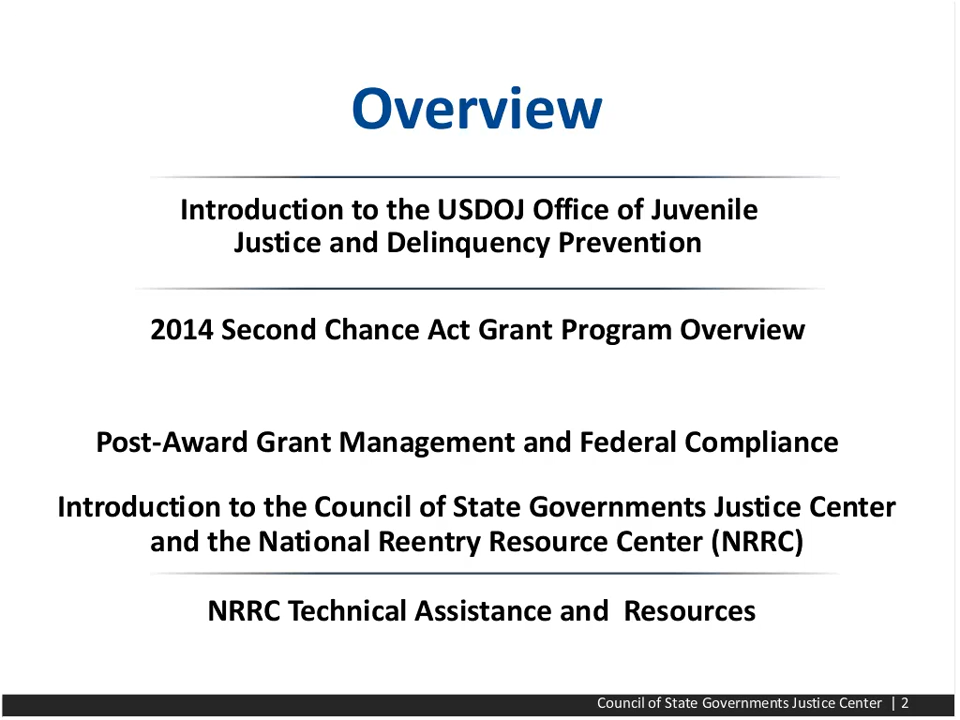 Overview
Introduction to the USDOJ Office of Juvenile
Justice and Delinquency Prevention
2014 Second Chance Act Grant Program Overview
Post-Award Grant Management and Federal Compliance
Introduction to the Council of State Governments Justice Center
and the National Reentry Resource Center (NRRC)
NRRC Technical Assistance and  Resources
Council of State Governments Justice Center | 2